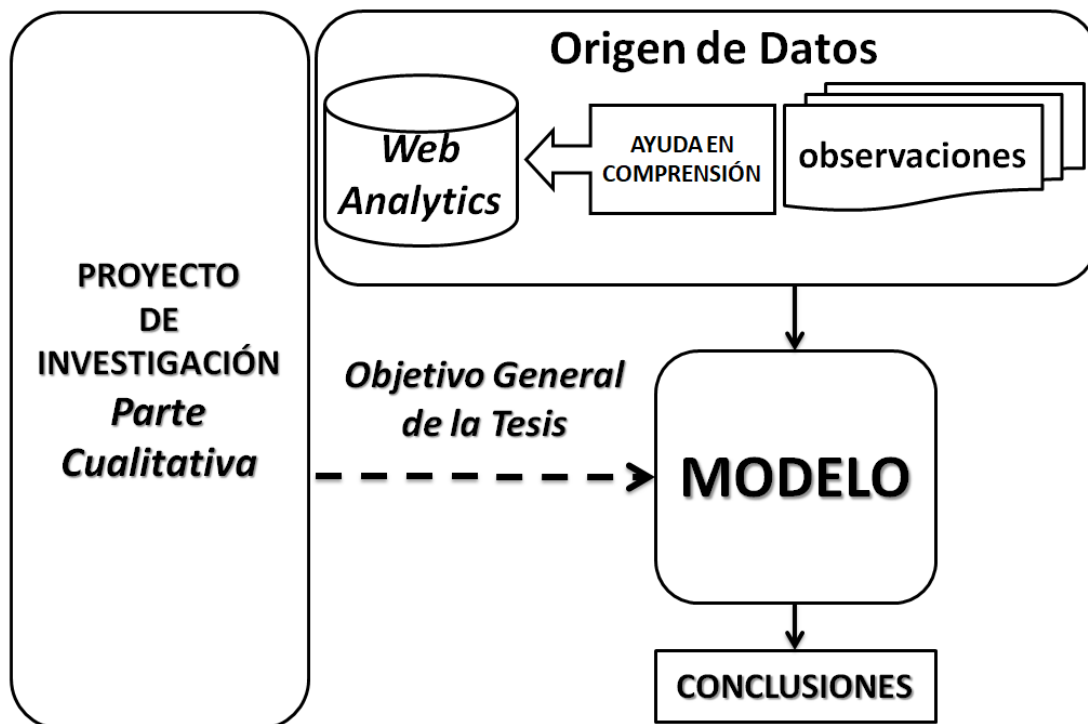 Origen de Datos
Web
Analytics
AYUDA EN
COMPRENSIÓN
observaciones
PROYECTO
DE
INVESTIGACIÓN
Parte
Cualitativa
Objetivo General
de la Tesis
MODELO
CONCLUSIONES